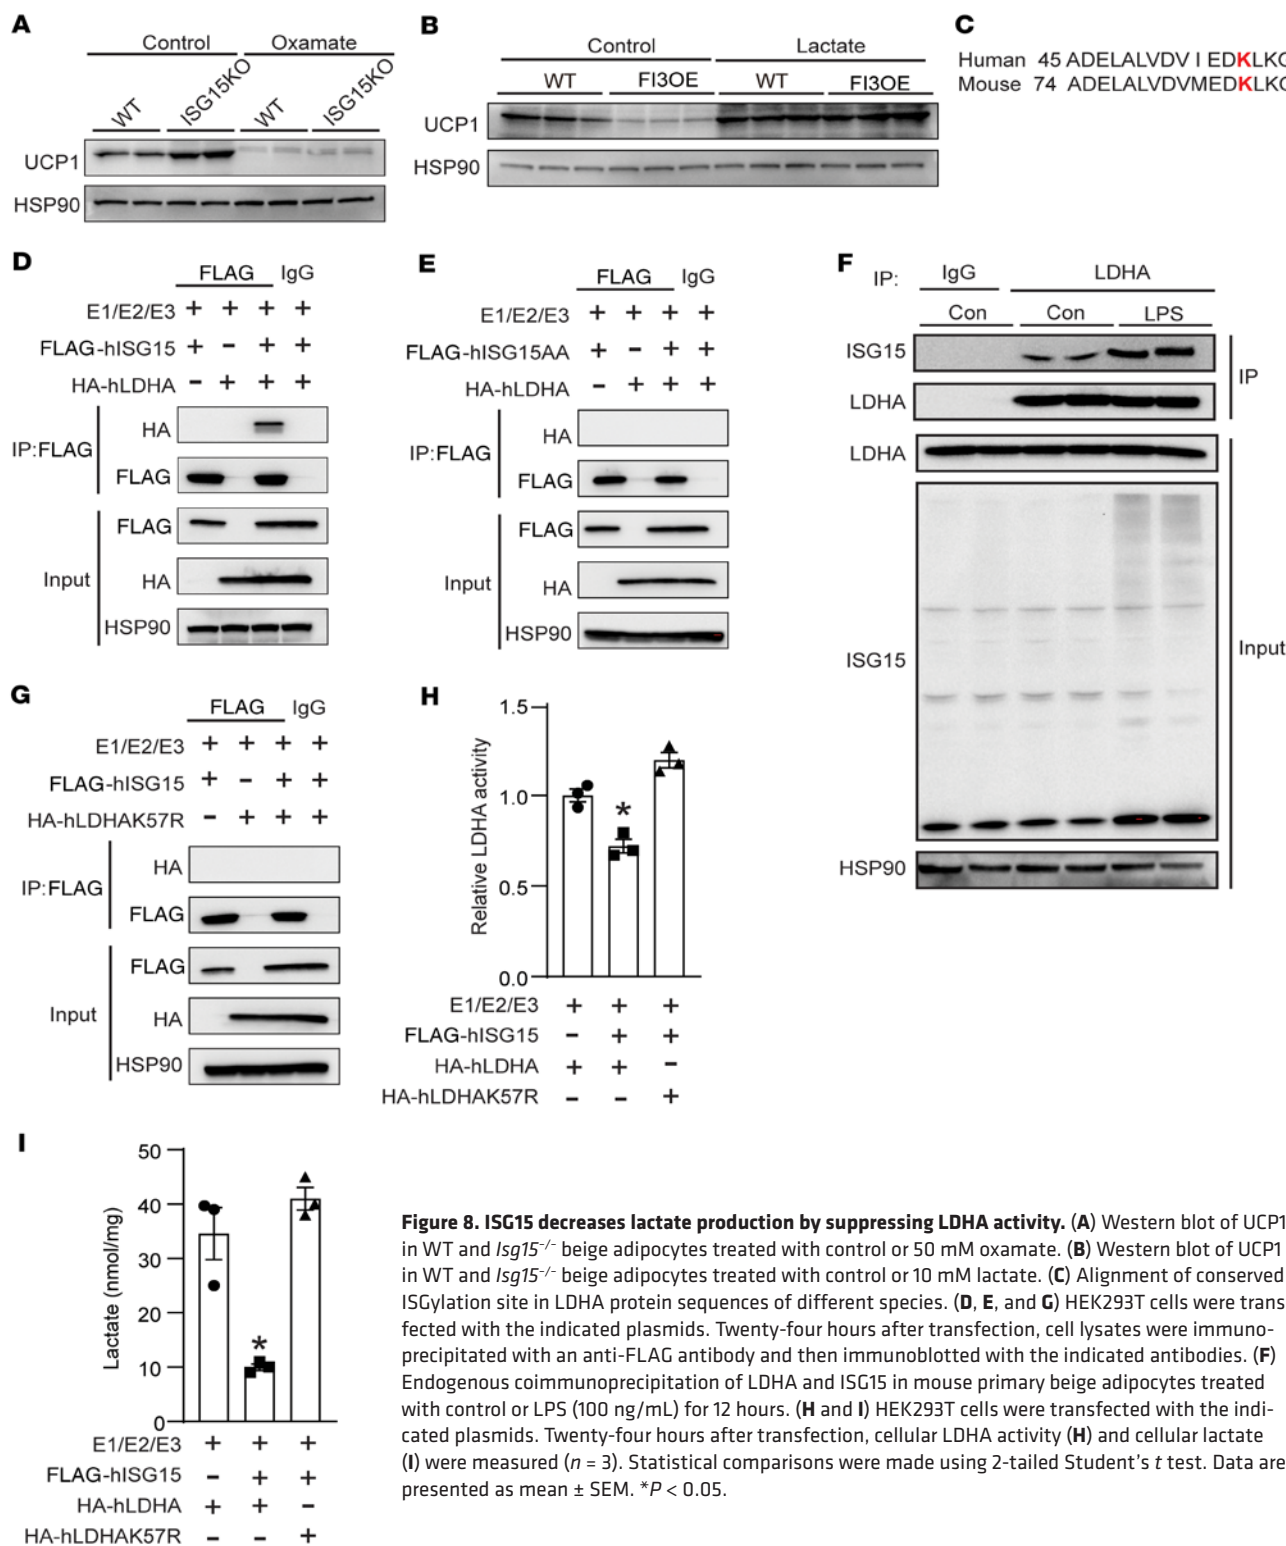 A
Control Oxamate
WT ISG15KO WT ISG15KO
UCP1
HSP90
B
Control Lactate
WT FI3OE WT FI3OE
UCP1
HSP90
C
Human 45 ADELALVDV I EDKLKG
Mouse 74 ADELALVDVMEDKLKG
D
FLAG IgG
E1/E2/E3 + + + +
FLAG-hISG15 + - + +
HA-hLDHA - + + +
IP:FLAG
HA
FLAG
Input
FLAG
HA
HSP90
E
FLAG IgG
E1/E2/E3 + + + +
FLAG-hISG15AA + - + +
HA-hLDHA - + + +
IP:FLAG
HA
FLAG
Input
FLAG
HA
HSP90
F
IP: IgG LDHA
Con Con LPS
ISG15
LDHA
IP
LDHA
ISG15
HSP90
Input
G
FLAG IgG
E1/E2/E3 + + + +
FLAG-hISG15 + - + +
HA-hLDHAK57R - + + +
IP:FLAG
HA
FLAG
Input
FLAG
HA
HSP90
H
Relative LDHA activity
1.5
1.0
0.5
0.0
*
E1/E2/E3 + + +
FLAG-hISG15 - + +
HA-hLDHA + + -
HA-hLDHAK57R - - +
I
Lactate (nmol/mg)
50
40
30
20
10
0
*
E1/E2/E3 + + +
FLAG-hISG15 - + +
HA-hLDHA + + -
HA-hLDHAK57R - - +
Figure 8. ISG15 decreases lactate production by suppressing LDHA activity. (A) Western blot of UCP1
in WT and Isg15−/− beige adipocytes treated with control or 50 mM oxamate. (B) Western blot of UCP1
in WT and Isg15−/− beige adipocytes treated with control or 10 mM lactate. (C) Alignment of conserved
ISGylation site in LDHA protein sequences of different species. (D, E, and G) HEK293T cells were trans
fected with the indicated plasmids. Twenty-four hours after transfection, cell lysates were immuno-
precipitated with an anti-FLAG antibody and then immunoblotted with the indicated antibodies. (F)
Endogenous coimmunoprecipitation of LDHA and ISG15 in mouse primary beige adipocytes treated
with control or LPS (100 ng/mL) for 12 hours. (H and I) HEK293T cells were transfected with the indi-
cated plasmids. Twenty-four hours after transfection, cellular LDHA activity (H) and cellular lactate
(I) were measured (n = 3). Statistical comparisons were made using 2-tailed Student's t test. Data are
presented as mean ± SEM. *P < 0.05.